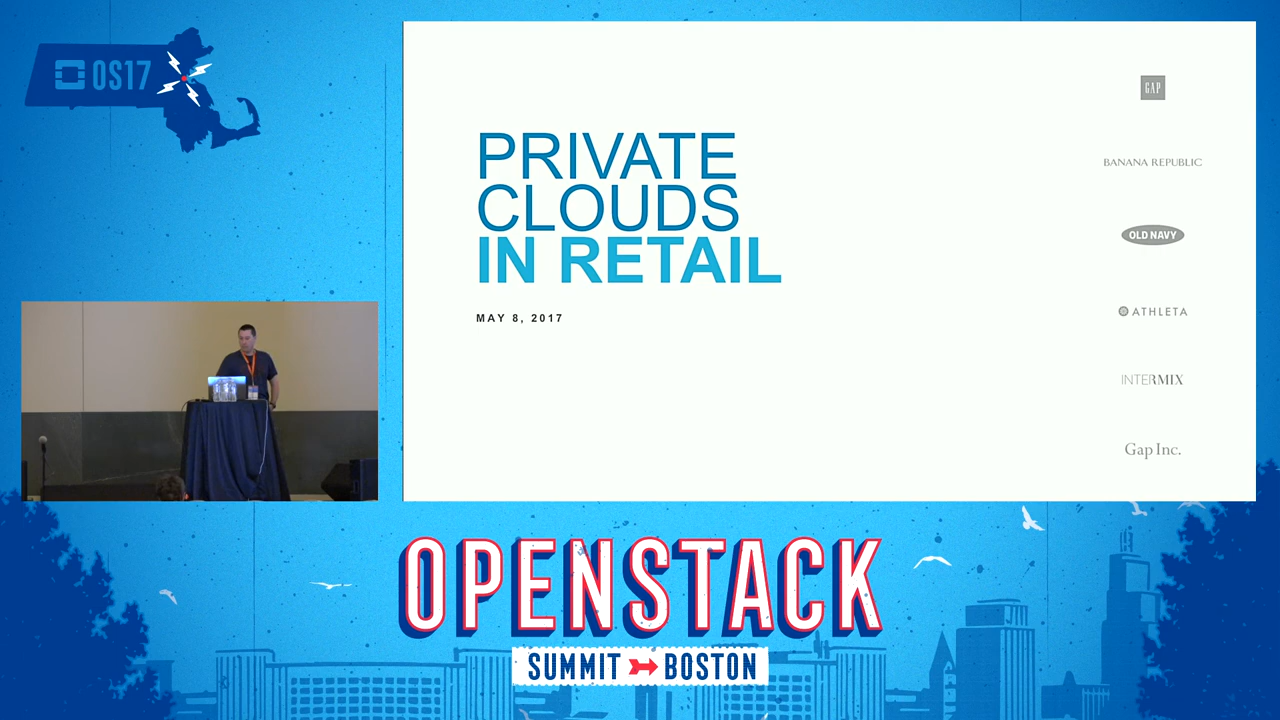 OS17
PRIVATE
CLOUDS
IN RETAIL
MAY 8, 2017
GAP
BANANA REPUBLIC
OLD NAVY
ATHLETA
INTERMIX
Gap Inc.
OPENSTACK
SUMMIT BOSTON